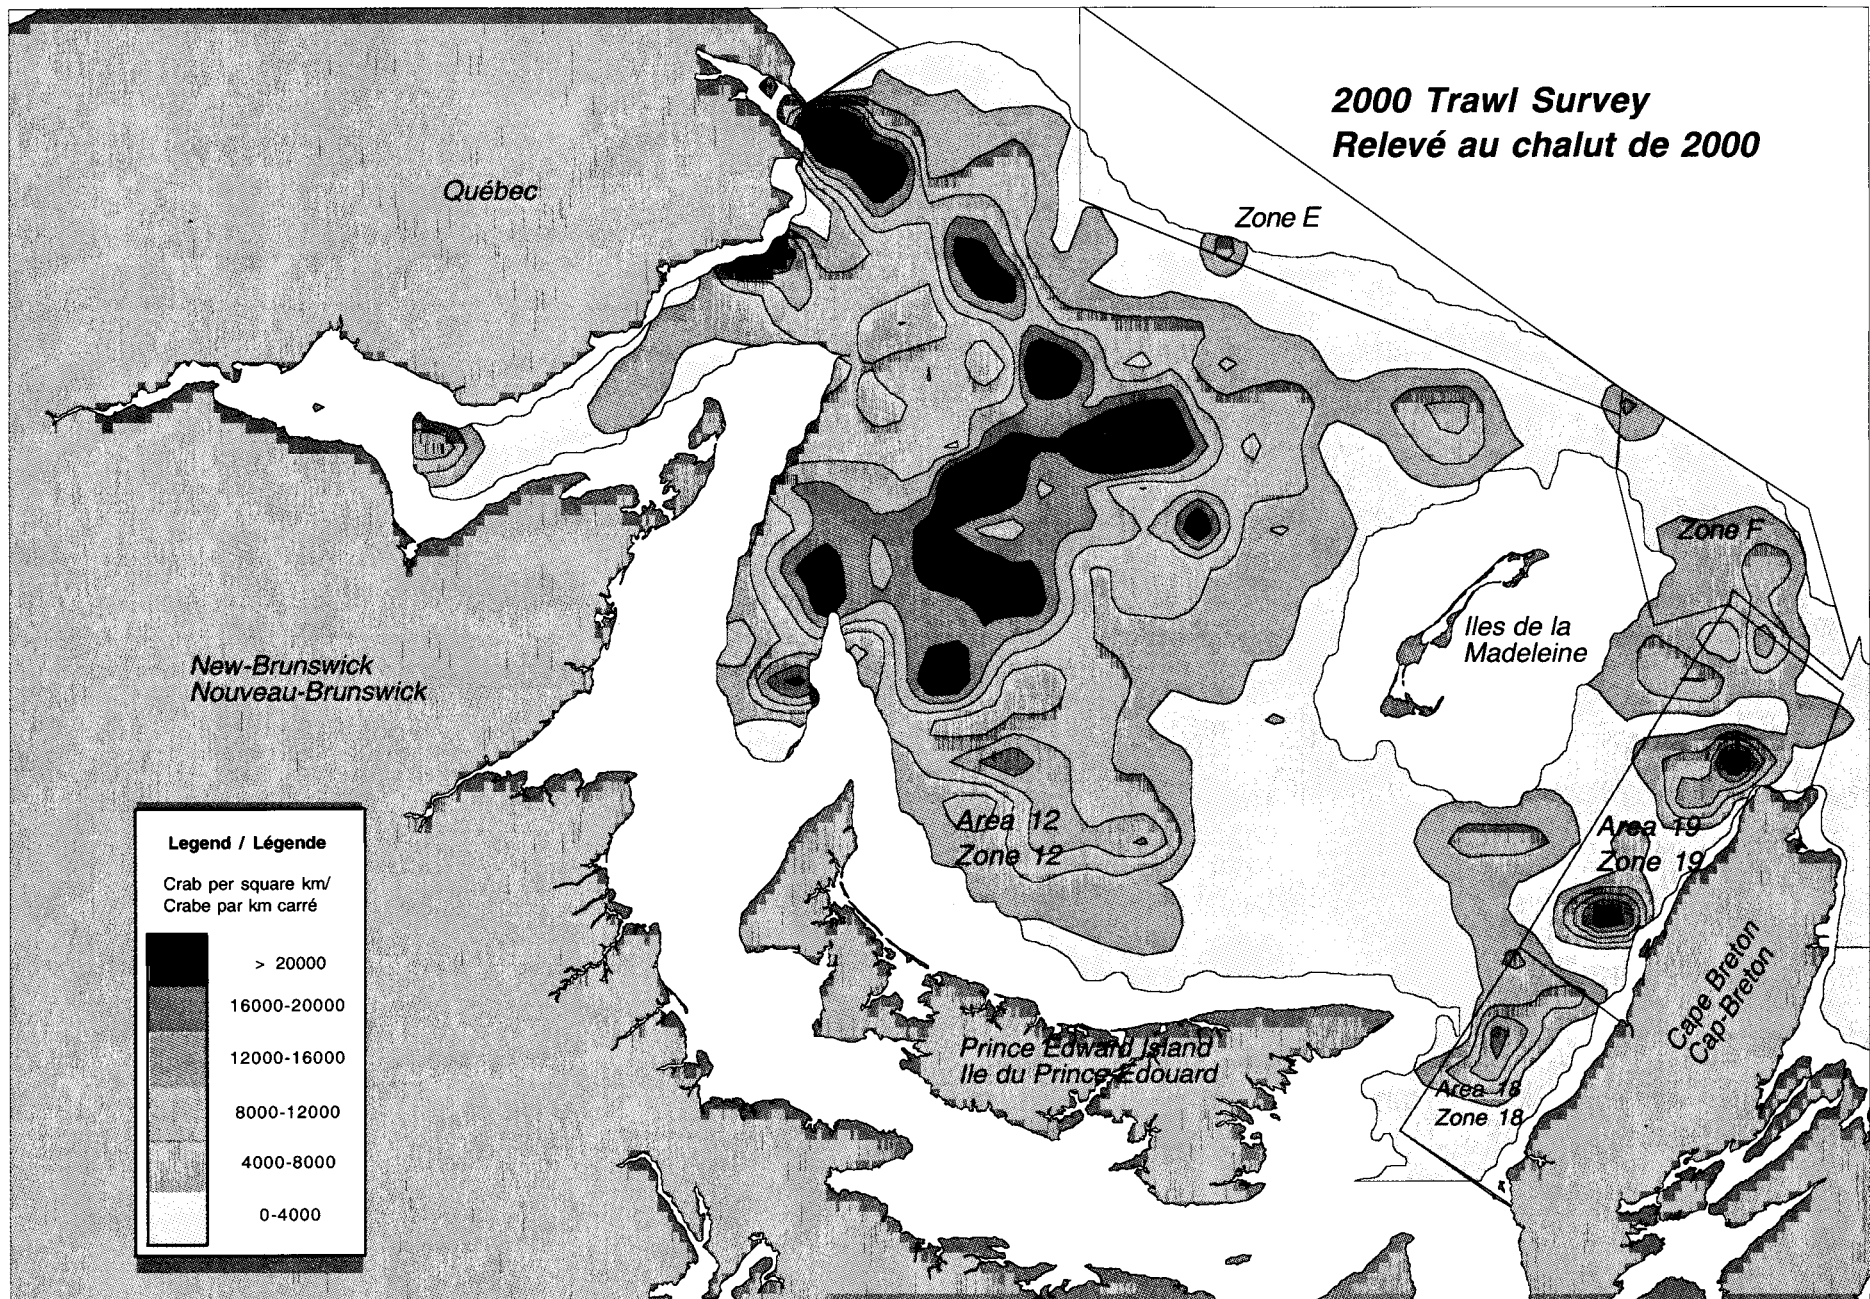 2000 Trawl Survey
Relevé au chalut de 2000
Québec
Zone E
Zone F
Iles de la
Madeleine
New-Brunswick
Nouveau-Brunswick
Area 12
Zone 12
Area 19
Zone 19
Legend / Légende
Crab per square km/
Crabe par km carré
> 20000
16000-20000
12000-16000
8000-12000
4000-8000
0-4000
Cape Breton
Cap-Breton
Prince Edward Island
Ile du Prince-Édouard
Area 18
Zone 18